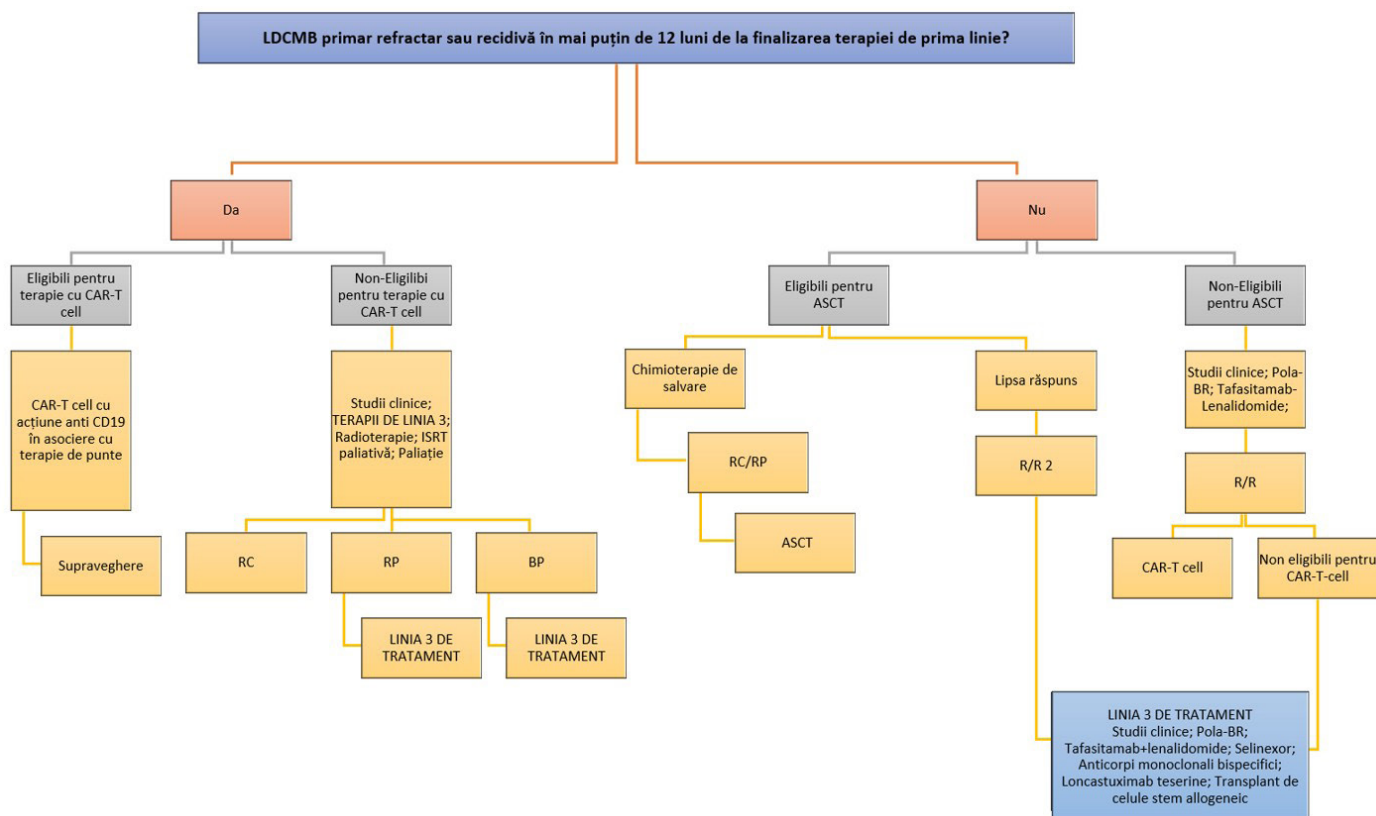 LDCMB primar refractar sau recidivă în mai puțin de 12 luni de la finalizarea terapiei de prima linie?
Da
Nu
Eligibili pentru
terapie cu CAR-T
cell
Non-Eligilibi
pentru terapie cu
CAR-T cell
Eligibili pentru
ASCT
Non-Eligibili
pentru ASCT
CAR-T cell cu
acțiune anti CD19
în asociere cu
terapie de punte
Studii clinice;
TERAPII DE LINIA 3;
Radioterapie; ISRT
paliativă; Paliație
Chimioterapie de
salvare
Lipsa răspuns
Studii clinice; Pola-
BR; Tafasitamab-
Lenalidomide;
RC/RP
R/R 2
R/R
Supraveghere
RC
RP
BP
ASCT
CAR-T cell
Non eligibili pentru
CAR-T-cell
LINIA 3 DE
TRATAMENT
LINIA 3 DE
TRATAMENT
LINIA 3 DE TRATAMENT
Studii clinice; Pola-BR;
Tafasitamab+lenalidomide; Selinexor;
Anticorpi monoclonali bispecifici;
Loncastuximab teserine; Transplant de
celule stem allogeneic